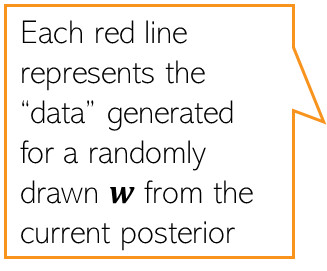 Each red line
represents the
“data” generated
for a randomly
drawn w from the
current posterior